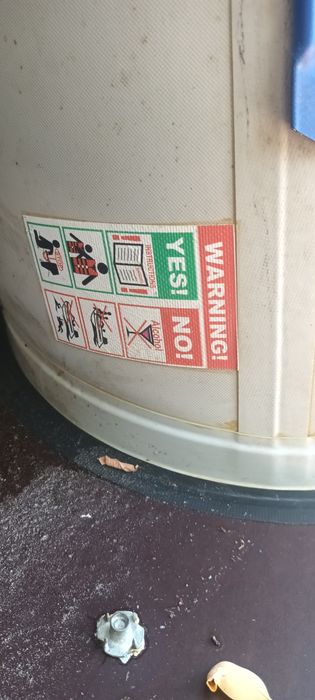 WARNING!
YES!
NO!
INSTRUCTIONS
Alcohol